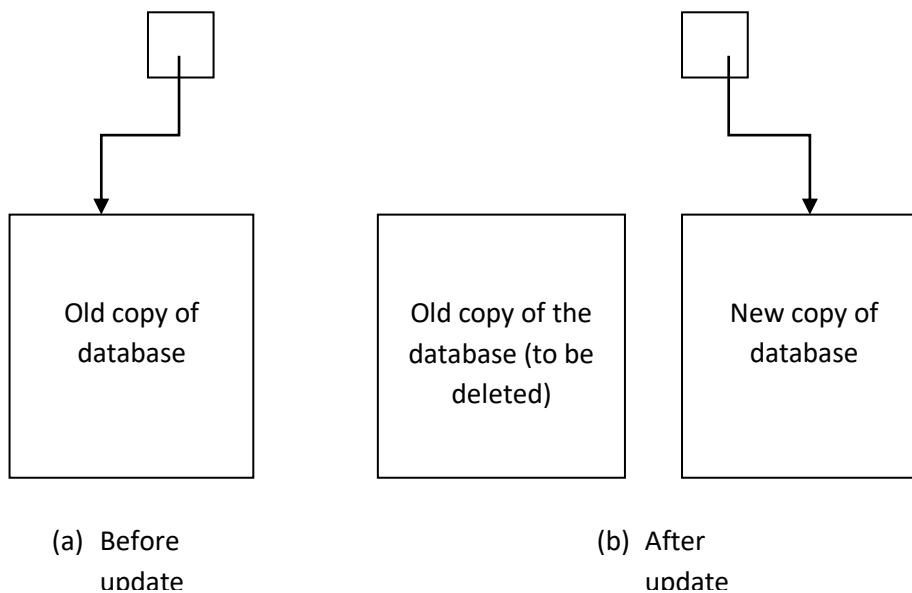 Old copy of
database
Old copy of the
database (to be
deleted)
New copy of
database
(a) Before
update
(b) After
update